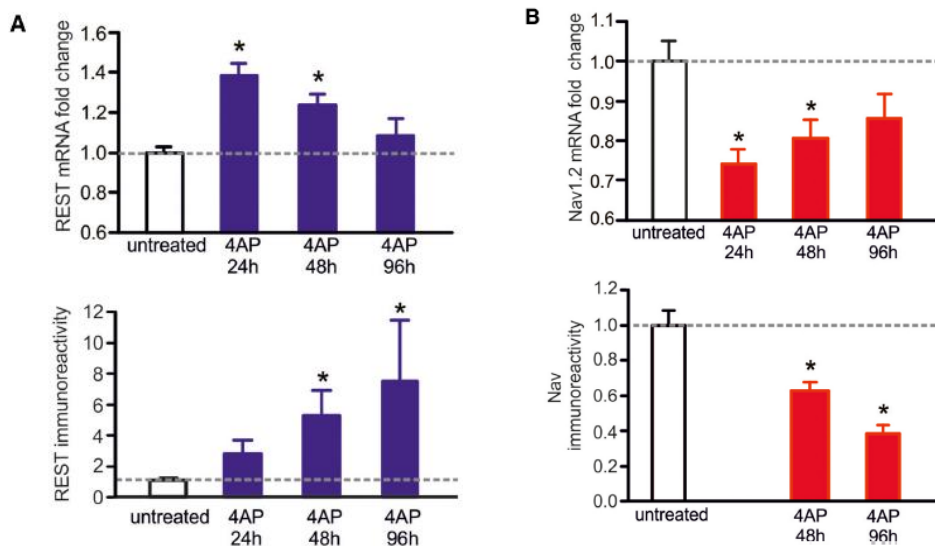 A
REST mRNA fold change
1.6
1.4
1.2
1.0
0.8
0.6
*
*
untreated
4AP
24h
4AP
48h
4AP
96h
REST immunoreactivity
12
10
8
6
4
2
0
*
*
untreated
4AP
24h
4AP
48h
4AP
96h
B
Nav1.2 mRNA fold change
1.1
1.0
0.9
0.8
0.7
0.6
*
*
untreated
4AP
24h
4AP
48h
4AP
96h
Nav
immunoreactivity
1.2
1.0
0.6
0.4
0.2
0.0
*
*
untreated
4AP
48h
4AP
96h